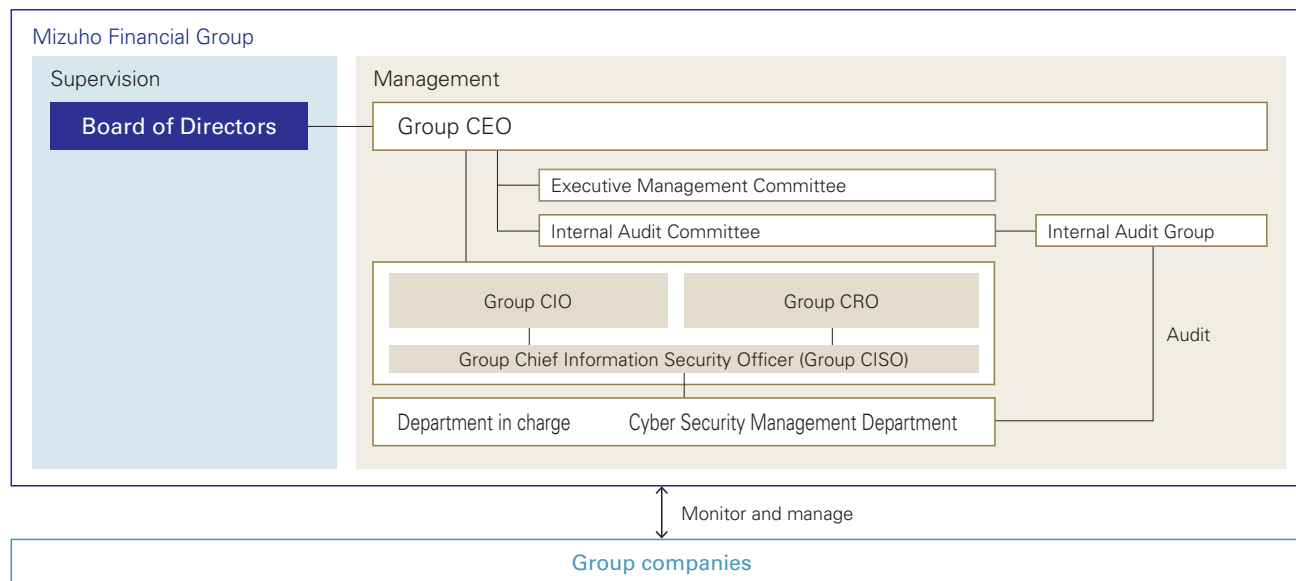 Mizuho Financial Group
Supervision
Management
Board of Directors
Group CEO
Executive Management Committee
Internal Audit Committee
Internal Audit Group
Group CIO
Group CRO
Audit
Group Chief Information Security Officer (Group CISO)
Department in charge
Cyber Security Management Department
Monitor and manage
Group companies